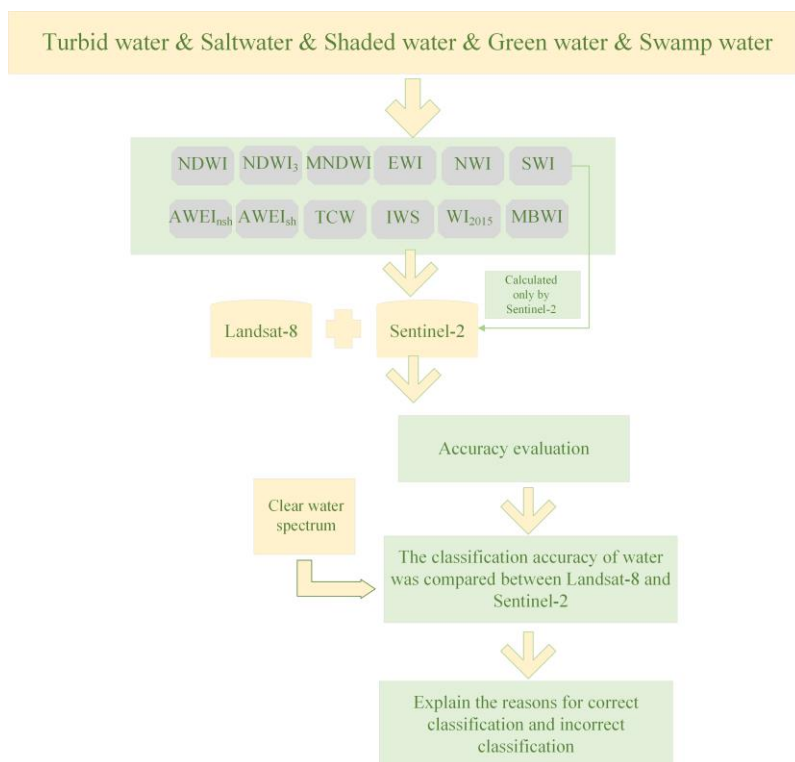 Turbid water & Saltwater & Shaded water & Green water & Swamp water
NDWI NDWI₃ MNDWI EWI NWI SWI
AWEIₙₛₕ AWEIₛₕ TCW IWS WI₂₀₁₅ MBWI
Calculated
only by
Sentinel-2
Landsat-8 Sentinel-2
Accuracy evaluation
Clear water
spectrum
The classification accuracy of water
was compared between Landsat-8 and
Sentinel-2
Explain the reasons for correct
classification and incorrect
classification